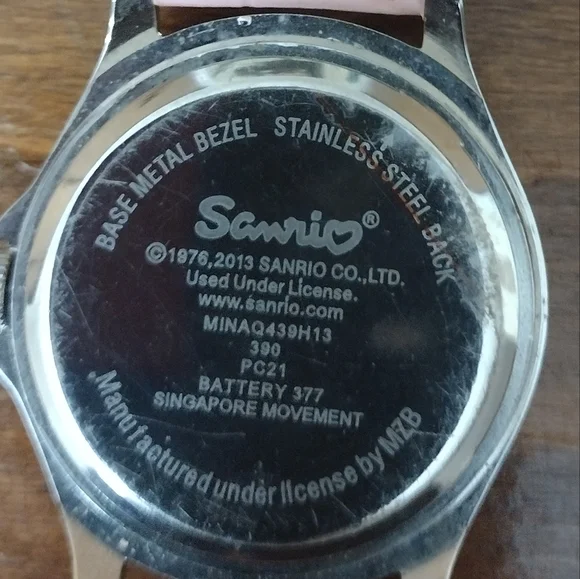 BASE METAL BEZEL STAINLESS STEEL BACK
Sanrio®
©1976,2013 SANRIO CO.,LTD.
Used Under License.
www.sanrio.com
MINAQ439H13
390
PC21
BATTERY 377
SINGAPORE MOVEMENT
Manufactured under license by MZB